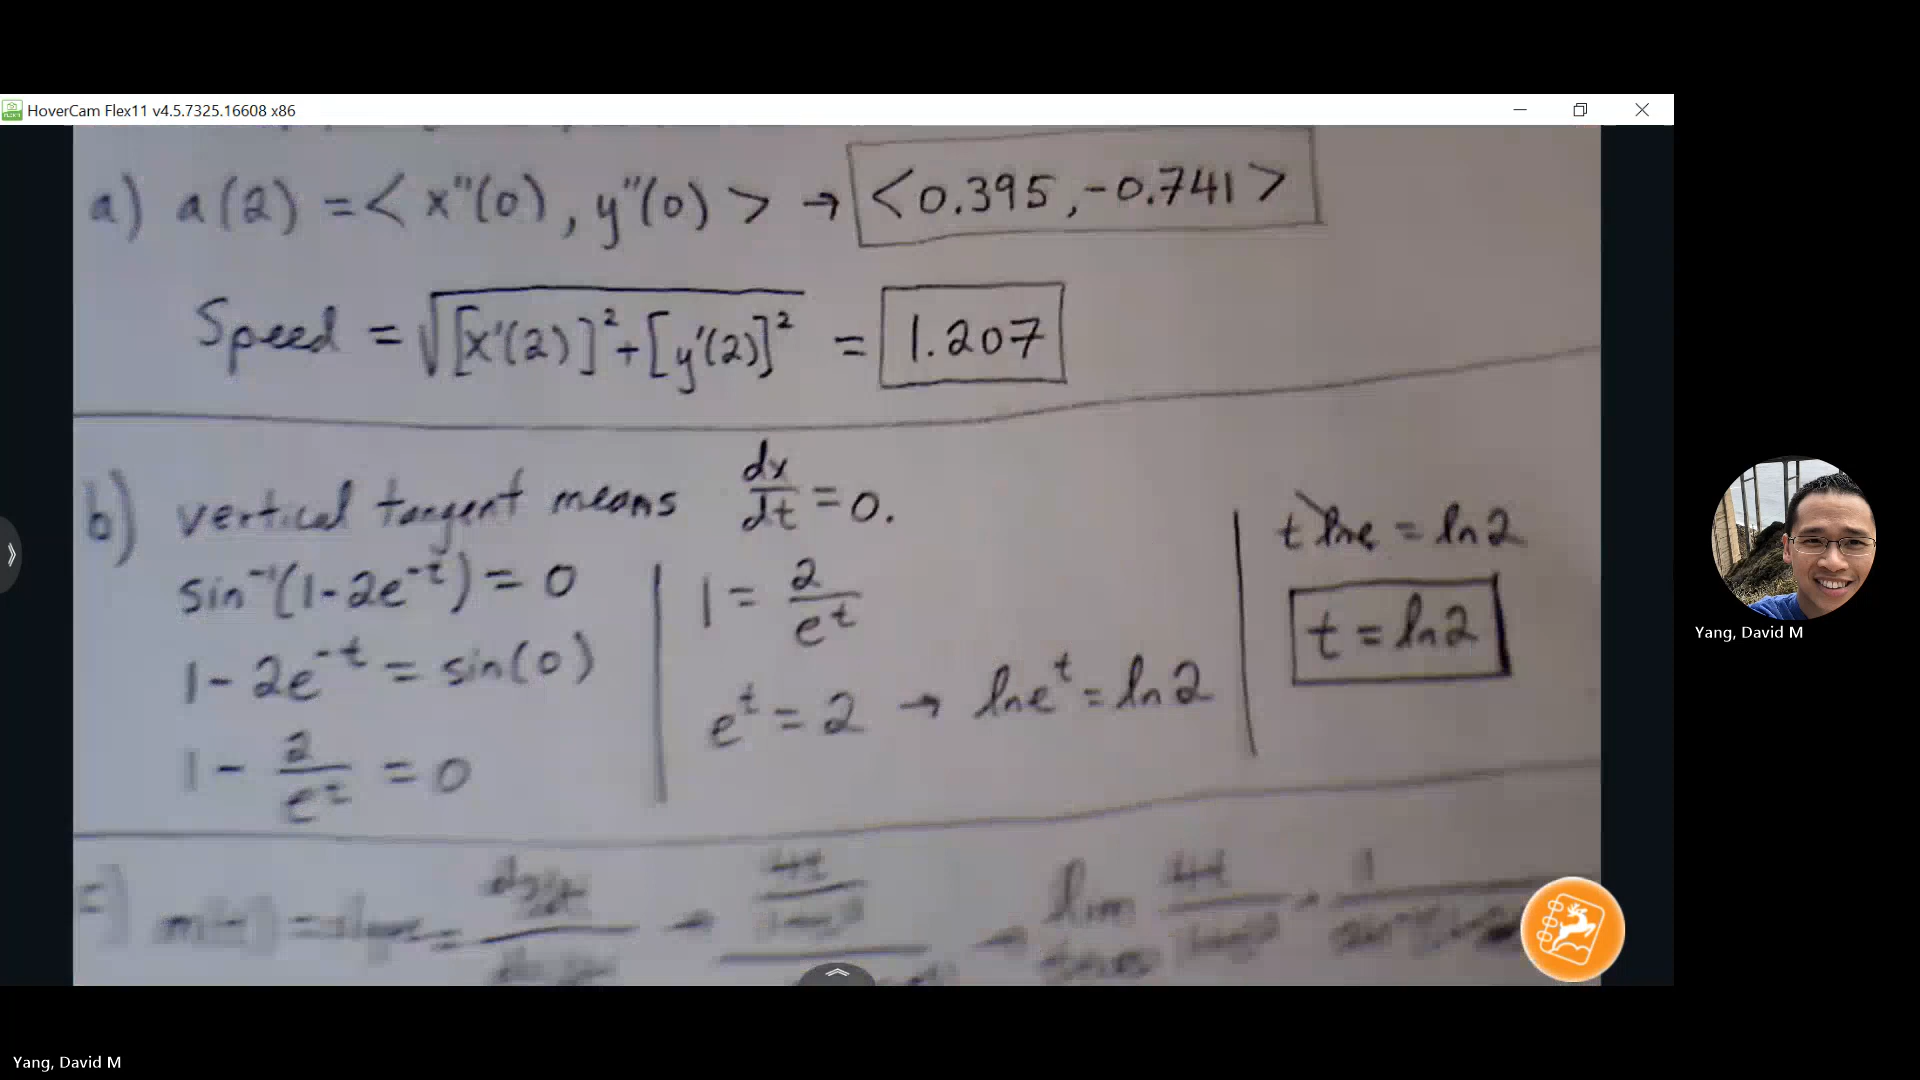 HoverCam Flex11 v4.5.7325.16608 x86
a) a(2) = < x"(0), y"(0) > → <0.395, -0.741>
Speed = √[x'(2)]² + [y'(2)]² = 1.207
b) vertical tangent means dx/dt = 0.
sin⁻¹(1-2e⁻ᵗ) = 0
1 - 2e⁻ᵗ = sin(0)
1 - 2/eᵗ = 0
1 = 2/eᵗ
eᵗ = 2 → ln eᵗ = ln 2
t ln e = ln 2
t = ln 2
= slope =
lim
Yang, David M
Yang, David M